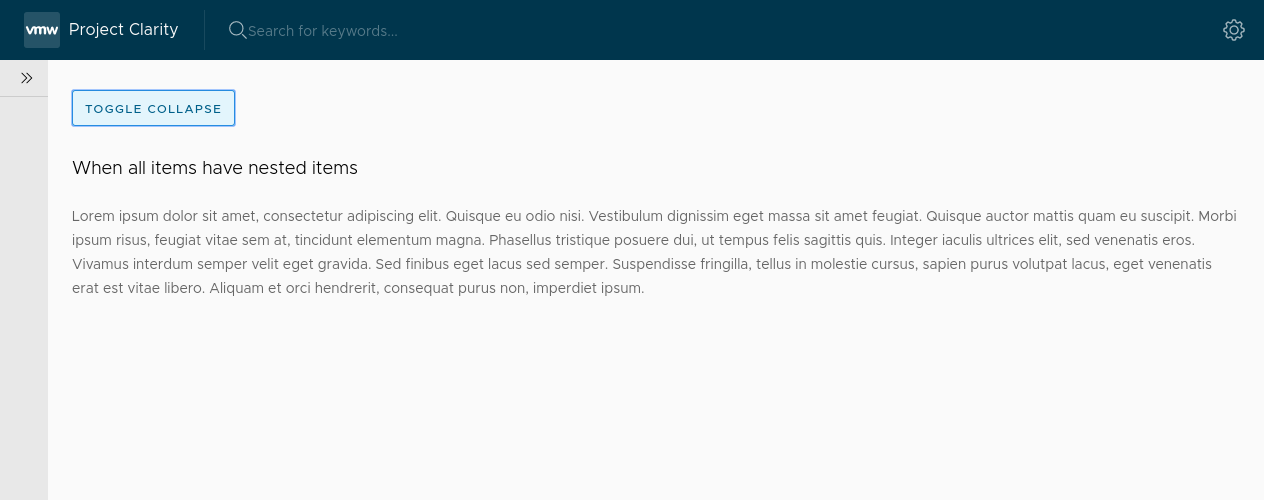 vmw Project Clarity Search for keywords...
TOGGLE COLLAPSE
When all items have nested items
Lorem ipsum dolor sit amet, consectetur adipiscing elit. Quisque eu odio nisi. Vestibulum dignissim eget massa sit amet feugiat. Quisque auctor mattis quam eu suscipit. Morbi
ipsum risus, feugiat vitae sem at, tincidunt elementum magna. Phasellus tristique posuere dui, ut tempus felis sagittis quis. Integer iaculis ultrices elit, sed venenatis eros.
Vivamus interdum semper velit eget gravida. Sed finibus eget lacus sed semper. Suspendisse fringilla, tellus in molestie cursus, sapien purus volutpat lacus, eget venenatis
erat est vitae libero. Aliquam et orci hendrerit, consequat purus non, imperdiet ipsum.